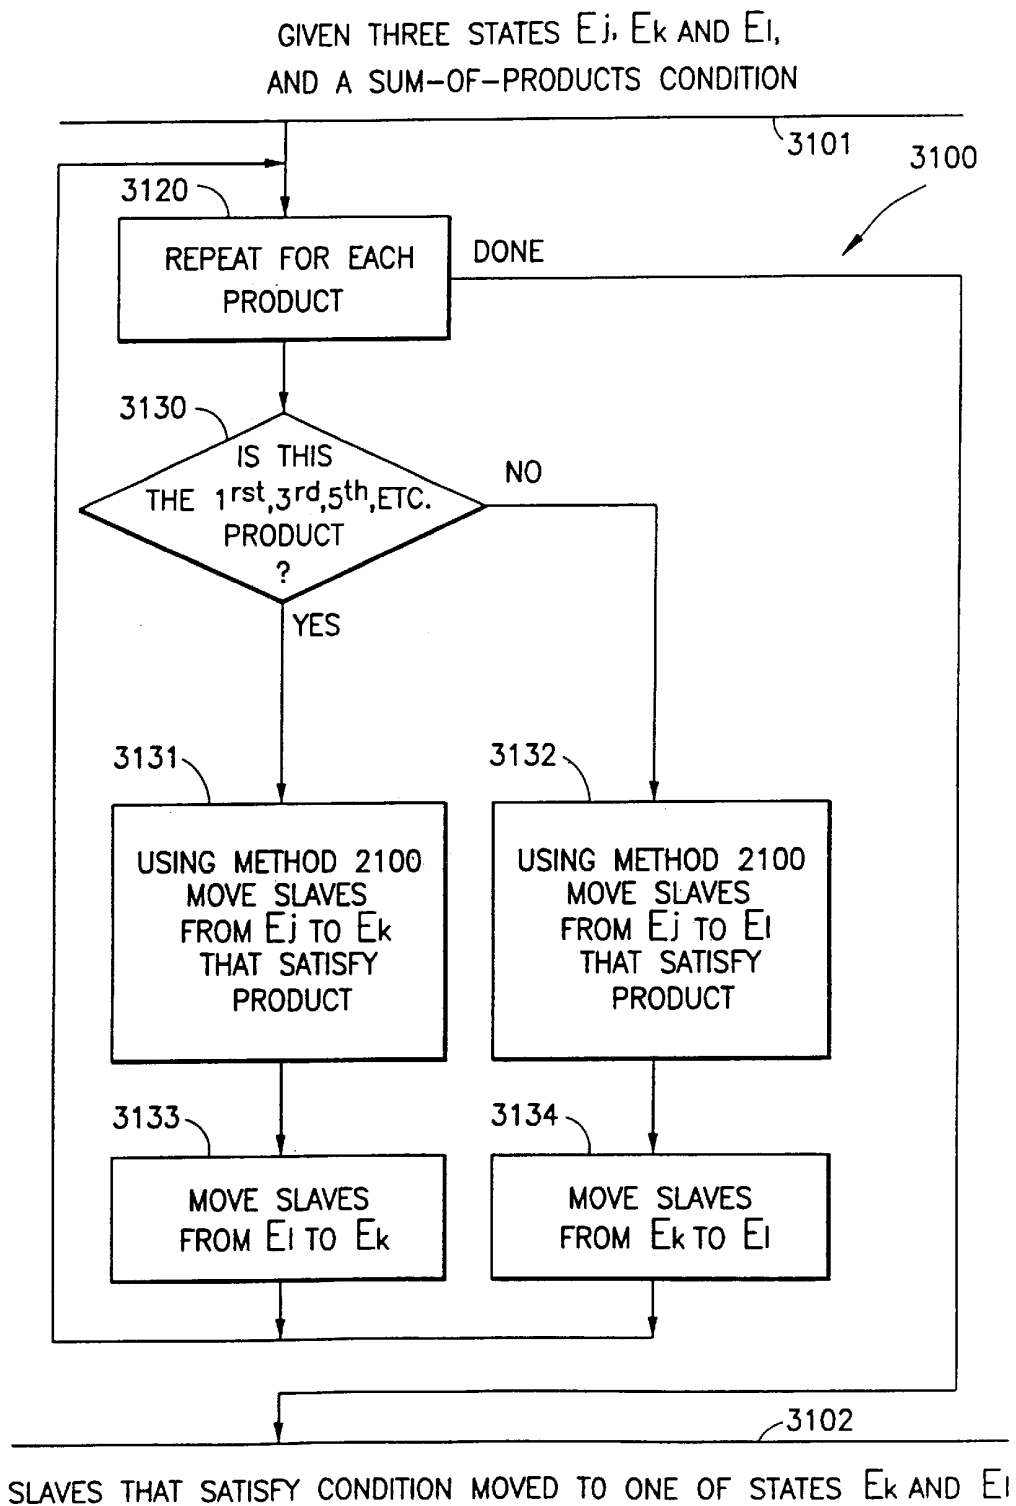 GIVEN THREE STATES Ej, Ek AND El,
AND A SUM-OF-PRODUCTS CONDITION
3101
3100
3120
REPEAT FOR EACH
PRODUCT
DONE
3130
IS THIS
THE 1rst,3rd,5th,ETC.
PRODUCT
?
NO
YES
3131
USING METHOD 2100
MOVE SLAVES
FROM Ej TO Ek
THAT SATISFY
PRODUCT
3132
USING METHOD 2100
MOVE SLAVES
FROM Ej TO El
THAT SATISFY
PRODUCT
3133
MOVE SLAVES
FROM El TO Ek
3134
MOVE SLAVES
FROM Ek TO El
3102
SLAVES THAT SATISFY CONDITION MOVED TO ONE OF STATES Ek AND El